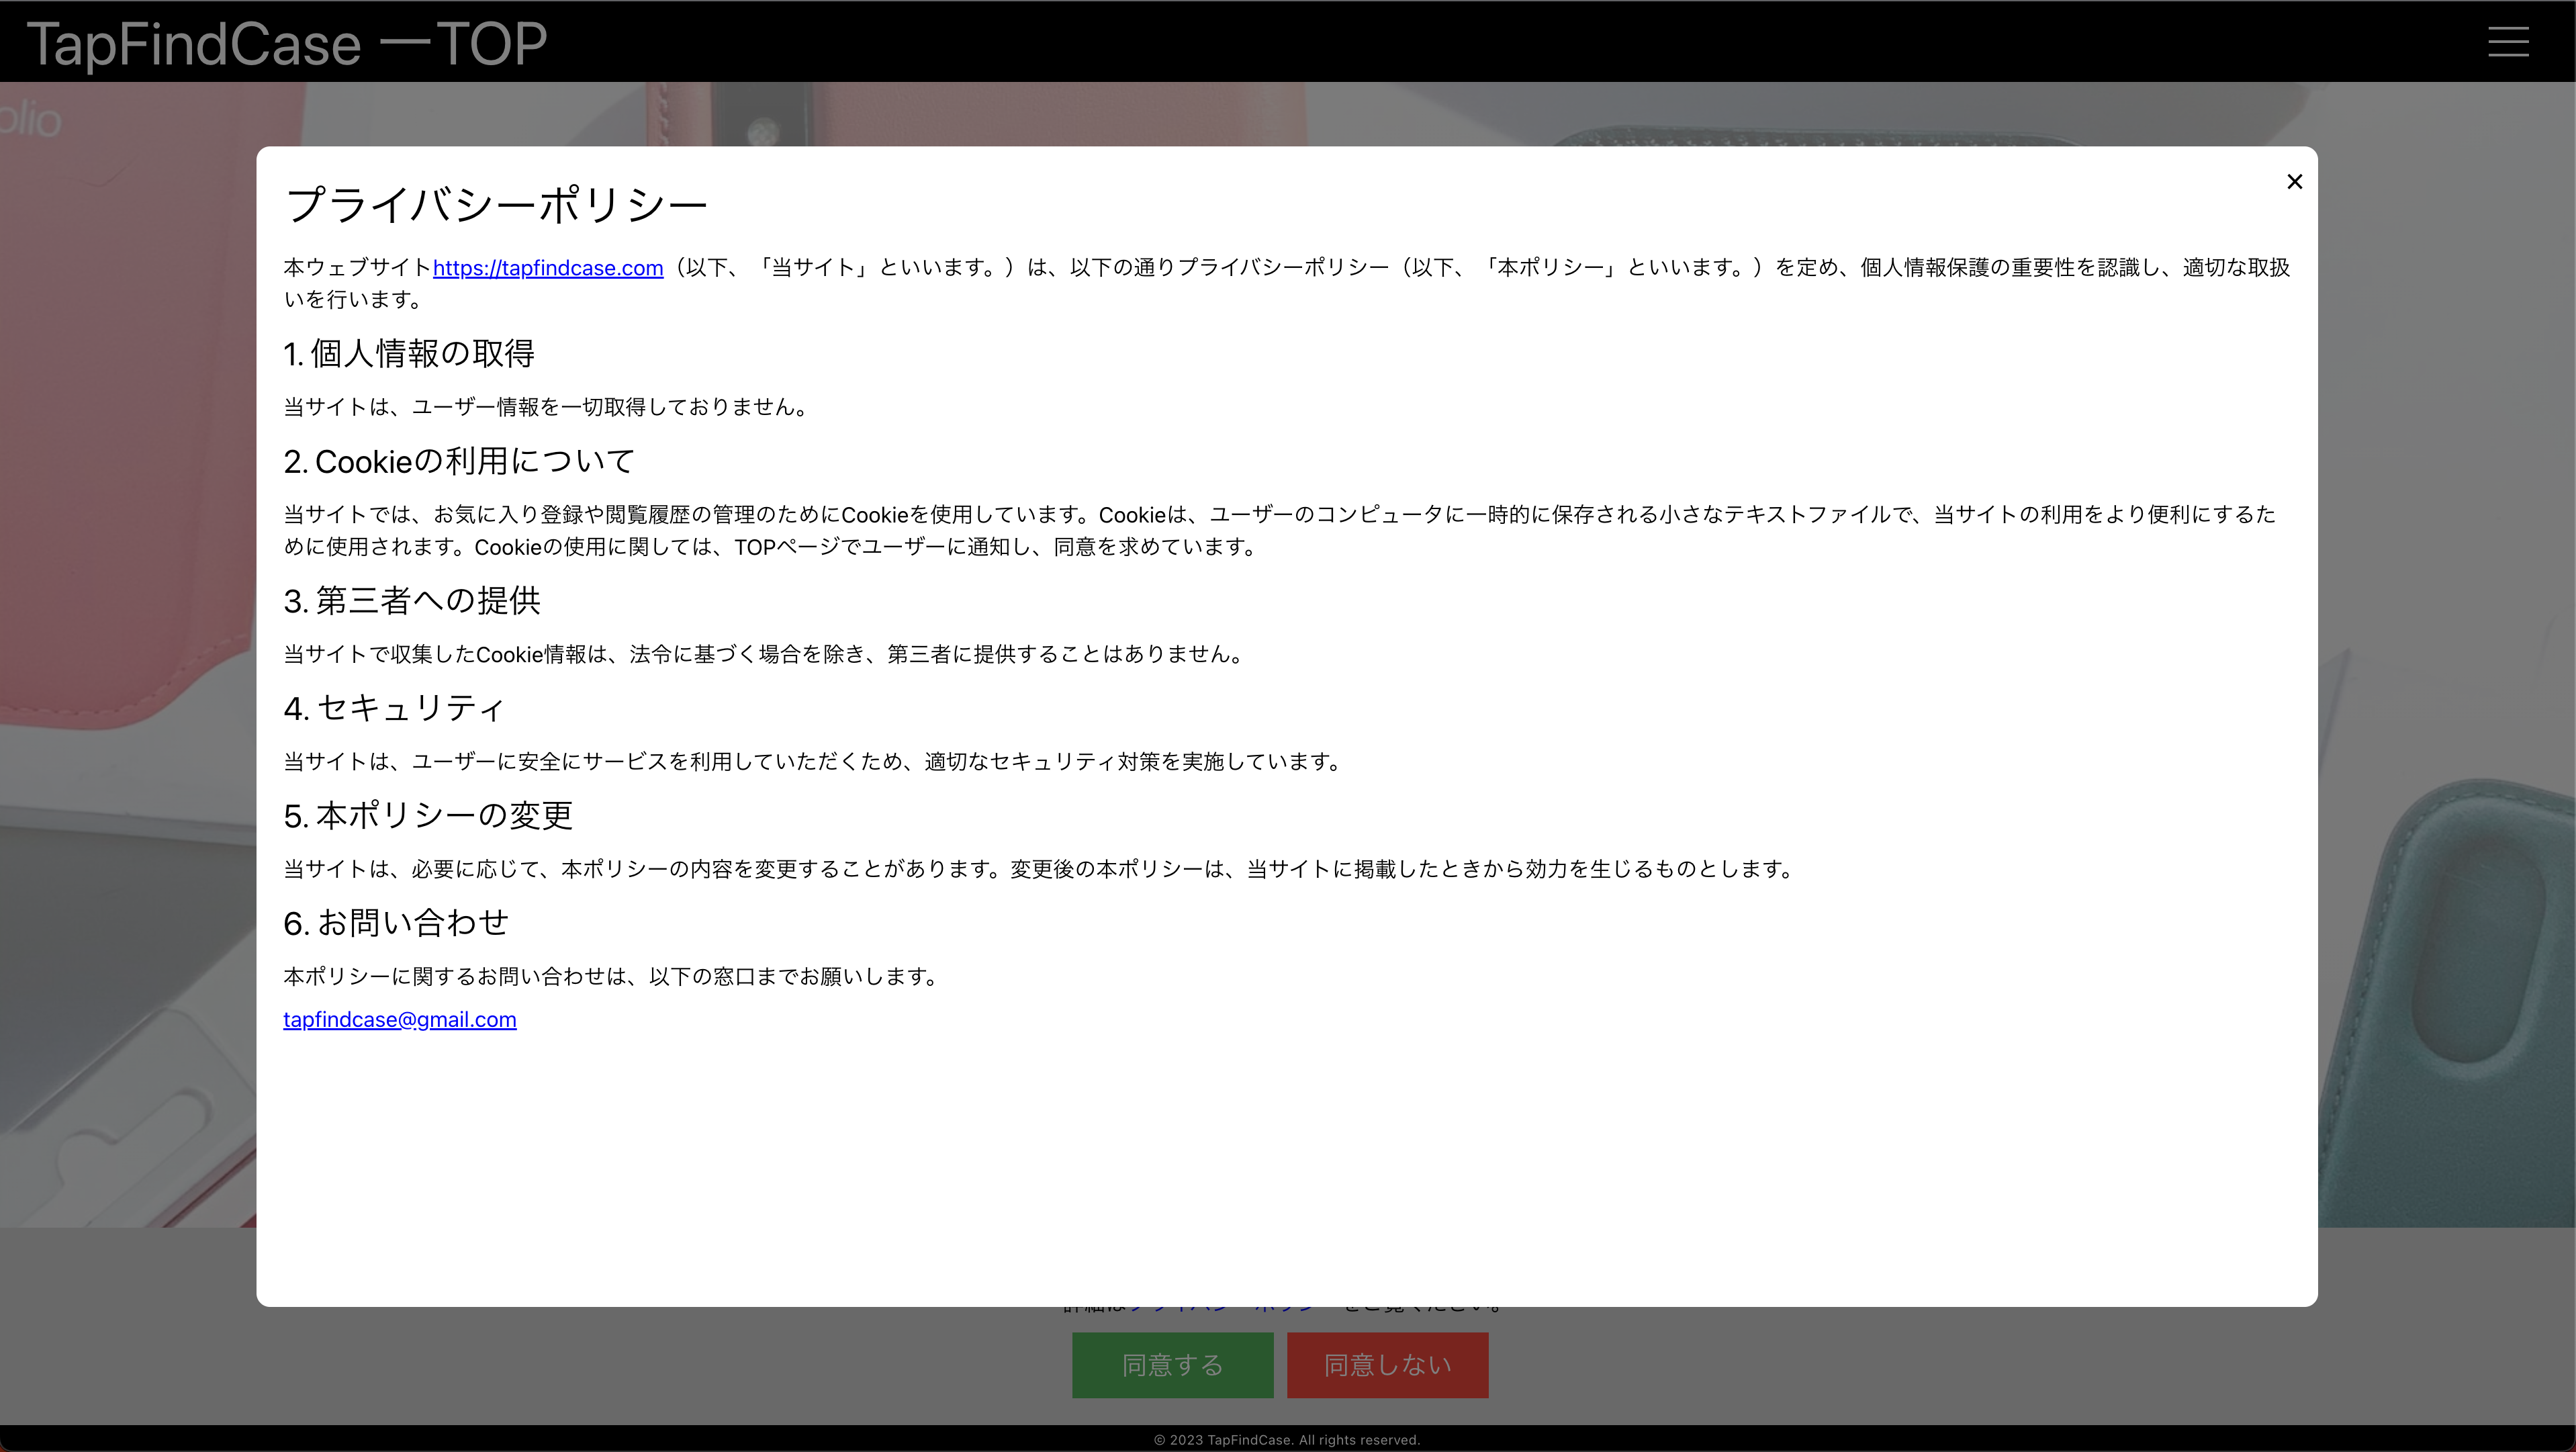 TapFindCase ーTOP
olio
プライバシーポリシー
本ウェブサイトhttps://tapfindcase.com（以下、「当サイト」といいます。）は、以下の通りプライバシーポリシー（以下、「本ポリシー」といいます。）を定め、個人情報保護の重要性を認識し、適切な取扱
いを行います。
1. 個人情報の取得
当サイトは、ユーザー情報を一切取得しておりません。
2. Cookieの利用について
当サイトでは、お気に入り登録や閲覧履歴の管理のためにCookieを使用しています。Cookieは、ユーザーのコンピュータに一時的に保存される小さなテキストファイルで、当サイトの利用をより便利にするた
めに使用されます。Cookieの使用に関しては、TOPページでユーザーに通知し、同意を求めています。
3. 第三者への提供
当サイトで収集したCookie情報は、法令に基づく場合を除き、第三者に提供することはありません。
4. セキュリティ
当サイトは、ユーザーに安全にサービスを利用していただくため、適切なセキュリティ対策を実施しています。
5. 本ポリシーの変更
当サイトは、必要に応じて、本ポリシーの内容を変更することがあります。変更後の本ポリシーは、当サイトに掲載したときから効力を生じるものとします。
6. お問い合わせ
本ポリシーに関するお問い合わせは、以下の窓口までお願いします。
tapfindcase@gmail.com
詳細はプライバシーポリシーをご覧ください。
同意する 同意しない
© 2023 TapFindCase. All rights reserved.